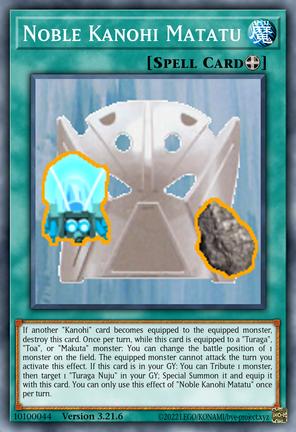 Noble Kanohi Matatu
魔
[Spell Card]
If another "Kanohi" card becomes equipped to the equipped monster,
destroy this card. Once per turn, while this card is equipped to a "Turaga",
"Toa", or "Makuta" monster: You can change the battle position of 1
monster on the field. The equipped monster cannot attack the turn you
activate this effect. If this card is in your GY: You can Tribute 1 monster,
then target 1 "Turaga Nuju" in your GY; Special Summon it and equip it
with this card. You can only use this effect of "Noble Kanohi Matatu" once
per turn.
10100044 Version 3.21.6 ©2022 LEGO/KONAMI/bye-project.xyz